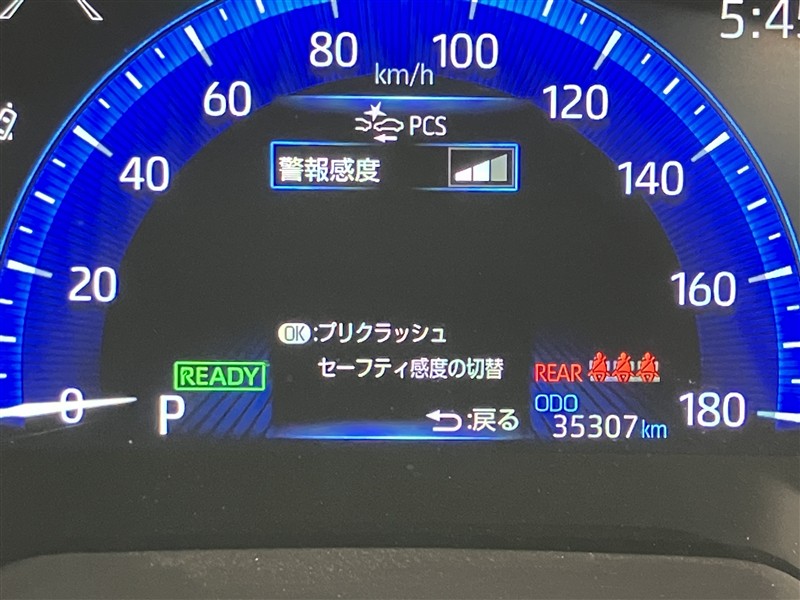 5:4
80 100
km/h
60 120
PCS
警報感度
40 140
20 160
OK:プリクラッシュ
セーフティ感度の切替
READY
REAR
0 P
ODO
35307km
:戻る
180